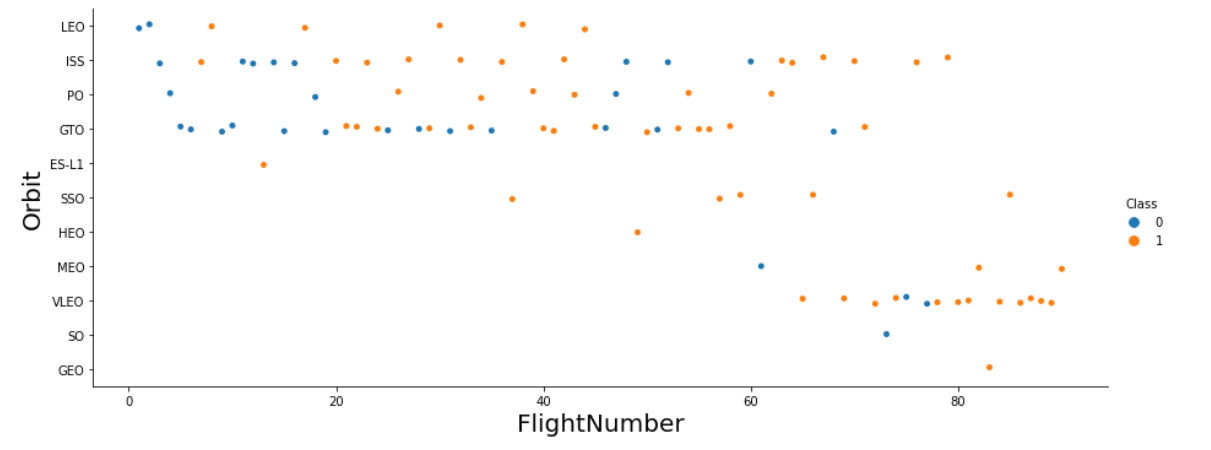 LEO
ISS
PO
GTO
ES-L1
SSO
HEO
MEO
VLEO
SO
GEO
Orbit
0 20 40 60 80
FlightNumber
Class
0
1